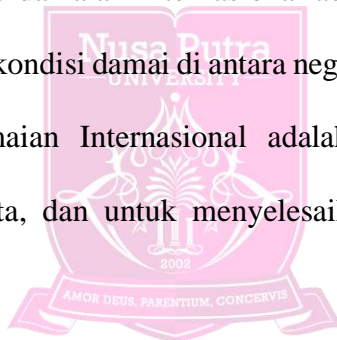 Nusa Putra
kondisi damai di antara neg
UNIVERSITY
naian Internasional adala
ta, dan untuk menyelesai
2002
AMOR DEUS, PARENTIUM, CONCERVIS